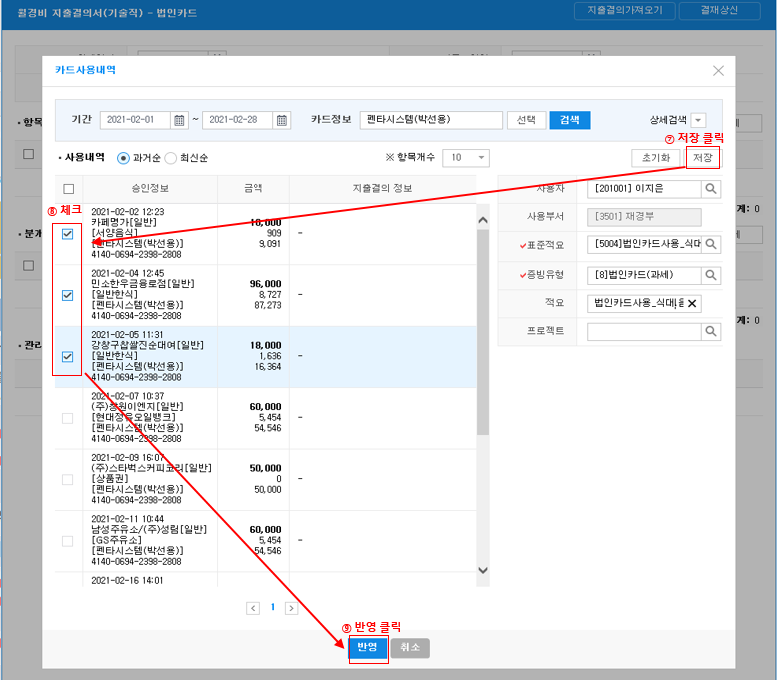 월경비 지출결의서(기술직) - 법인카드
지출결의가져오기 결재상신
카드사용내역
기간 2021-02-01 ~ 2021-02-28 카드정보 펜타시스템(박선용) 선택 검색 상세검색
• 항목
⑦ 저장 클릭
• 사용내역 과거순 최신순 ※ 항목개수 10 초기화 저장
승인정보 금액 지출결의 정보
⑧ 체크
2021-02-02 12:23
카페명가[일반] 10,000
[서양음식] 909 -
[펜타시스템(박선용)] 9,091
4140-0694-2398-2808
2021-02-04 12:45
민소한우금융로점[일반] 96,000
[일반한식] 8,727 -
[펜타시스템(박선용)] 87,273
4140-0694-2398-2808
2021-02-05 11:31
강창구찹쌀진순대여[일반] 18,000
[일반한식] 1,636 -
[펜타시스템(박선용)] 16,364
4140-0694-2398-2808
2021-02-07 10:37
(주)창원이엔지[일반] 60,000
[현대정유오일뱅크] 5,454 -
[펜타시스템(박선용)] 54,546
4140-0694-2398-2808
2021-02-09 16:07
(주)스타벅스커피코리[일반] 50,000
[상품권] 0 -
[펜타시스템(박선용)] 50,000
4140-0694-2398-2808
2021-02-11 10:44
남성주유소/(주)성림[일반] 60,000
[GS주유소] 5,454 -
[펜타시스템(박선용)] 54,546
4140-0694-2398-2808
2021-02-16 14:01
사용자 [201001] 이지은
사용부서 [3501] 재경부
표준적요 [5004]법인카드사용_식대
증빙유형 [8]법인카드(과세)
적요 법인카드사용_식대
프로젝트
계: 0
• 분개
계: 0
• 관리
1
⑨ 반영 클릭
반영 취소